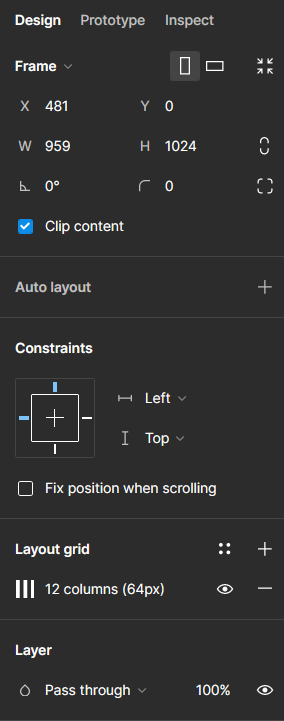 Design Prototype Inspect
Frame
X 481 Y 0
W 959 H 1024
0° 0
Clip content
Auto layout
Constraints
Left
Top
Fix position when scrolling
Layout grid
12 columns (64px)
Layer
Pass through 100%